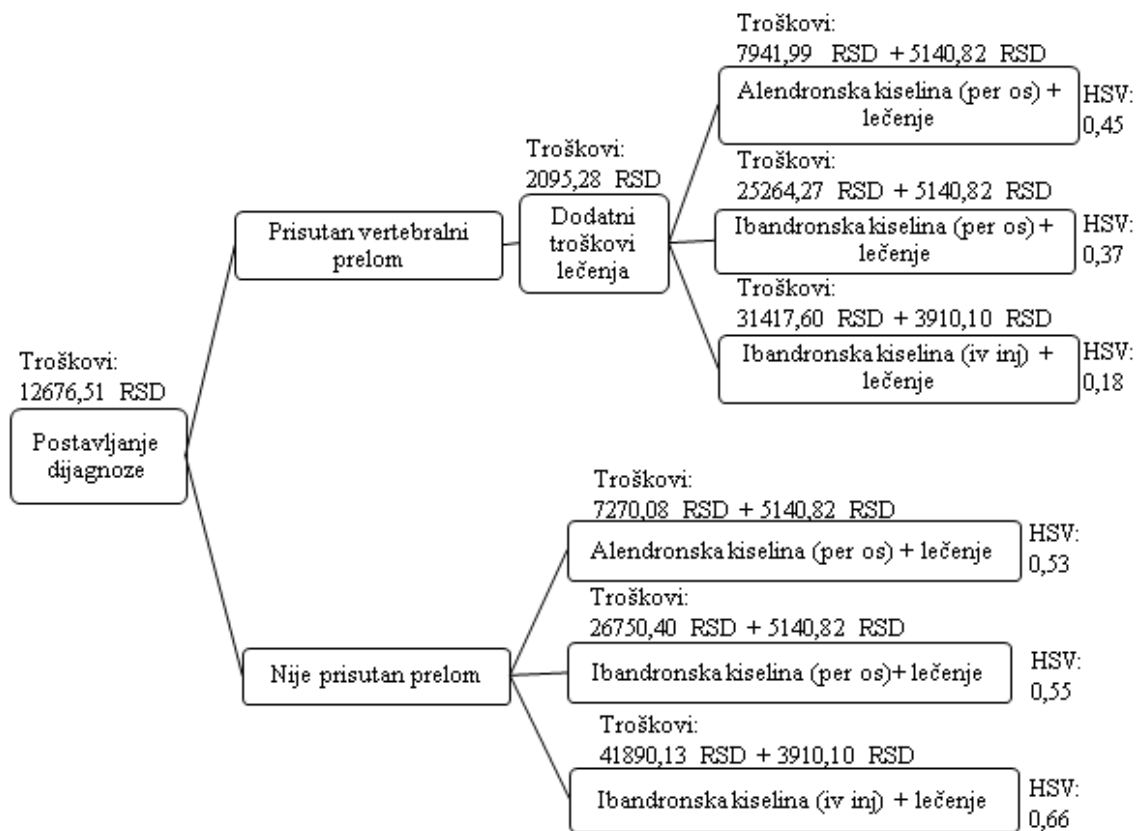 Troškovi:
7941,99 RSD + 5140,82 RSD
Alendronska kiselina (per os) +
lečenje
HSV:
0,45
Troškovi:
25264,27 RSD + 5140,82 RSD
Ibandronska kiselina (per os) +
lečenje
HSV:
0,37
Troškovi:
31417,60 RSD + 3910,10 RSD
Ibandronska kiselina (iv inj) +
lečenje
HSV:
0,18
Troškovi:
2095,28 RSD
Dodatni
troškovi
lečenja
Prisutan vertebralni
prelom
Troškovi:
12676,51 RSD
Postavljanje
dijagnoze
Nije prisutan prelom
Troškovi:
7270,08 RSD + 5140,82 RSD
Alendronska kiselina (per os) + lečenje
HSV:
0,53
Troškovi:
26750,40 RSD + 5140,82 RSD
Ibandronska kiselina (per os)+ lečenje
HSV:
0,55
Troškovi:
41890,13 RSD + 3910,10 RSD
Ibandronska kiselina (iv inj) + lečenje
HSV:
0,66